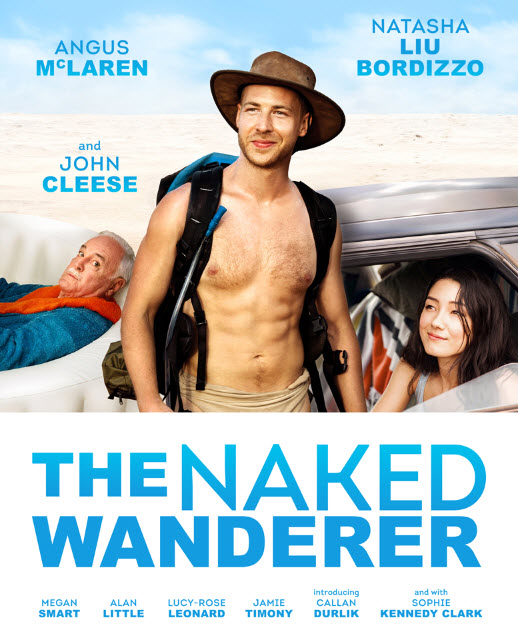 ANGUS
McLAREN
NATASHA
LIU
BORDIZZO
and
JOHN
CLEESE
THE NAKED
WANDERER
MEGAN
SMART
ALAN
LITTLE
LUCY-ROSE
LEONARD
JAMIE
TIMONY
introducing
CALLAN
DURLIK
and with
SOPHIE
KENNEDY CLARK